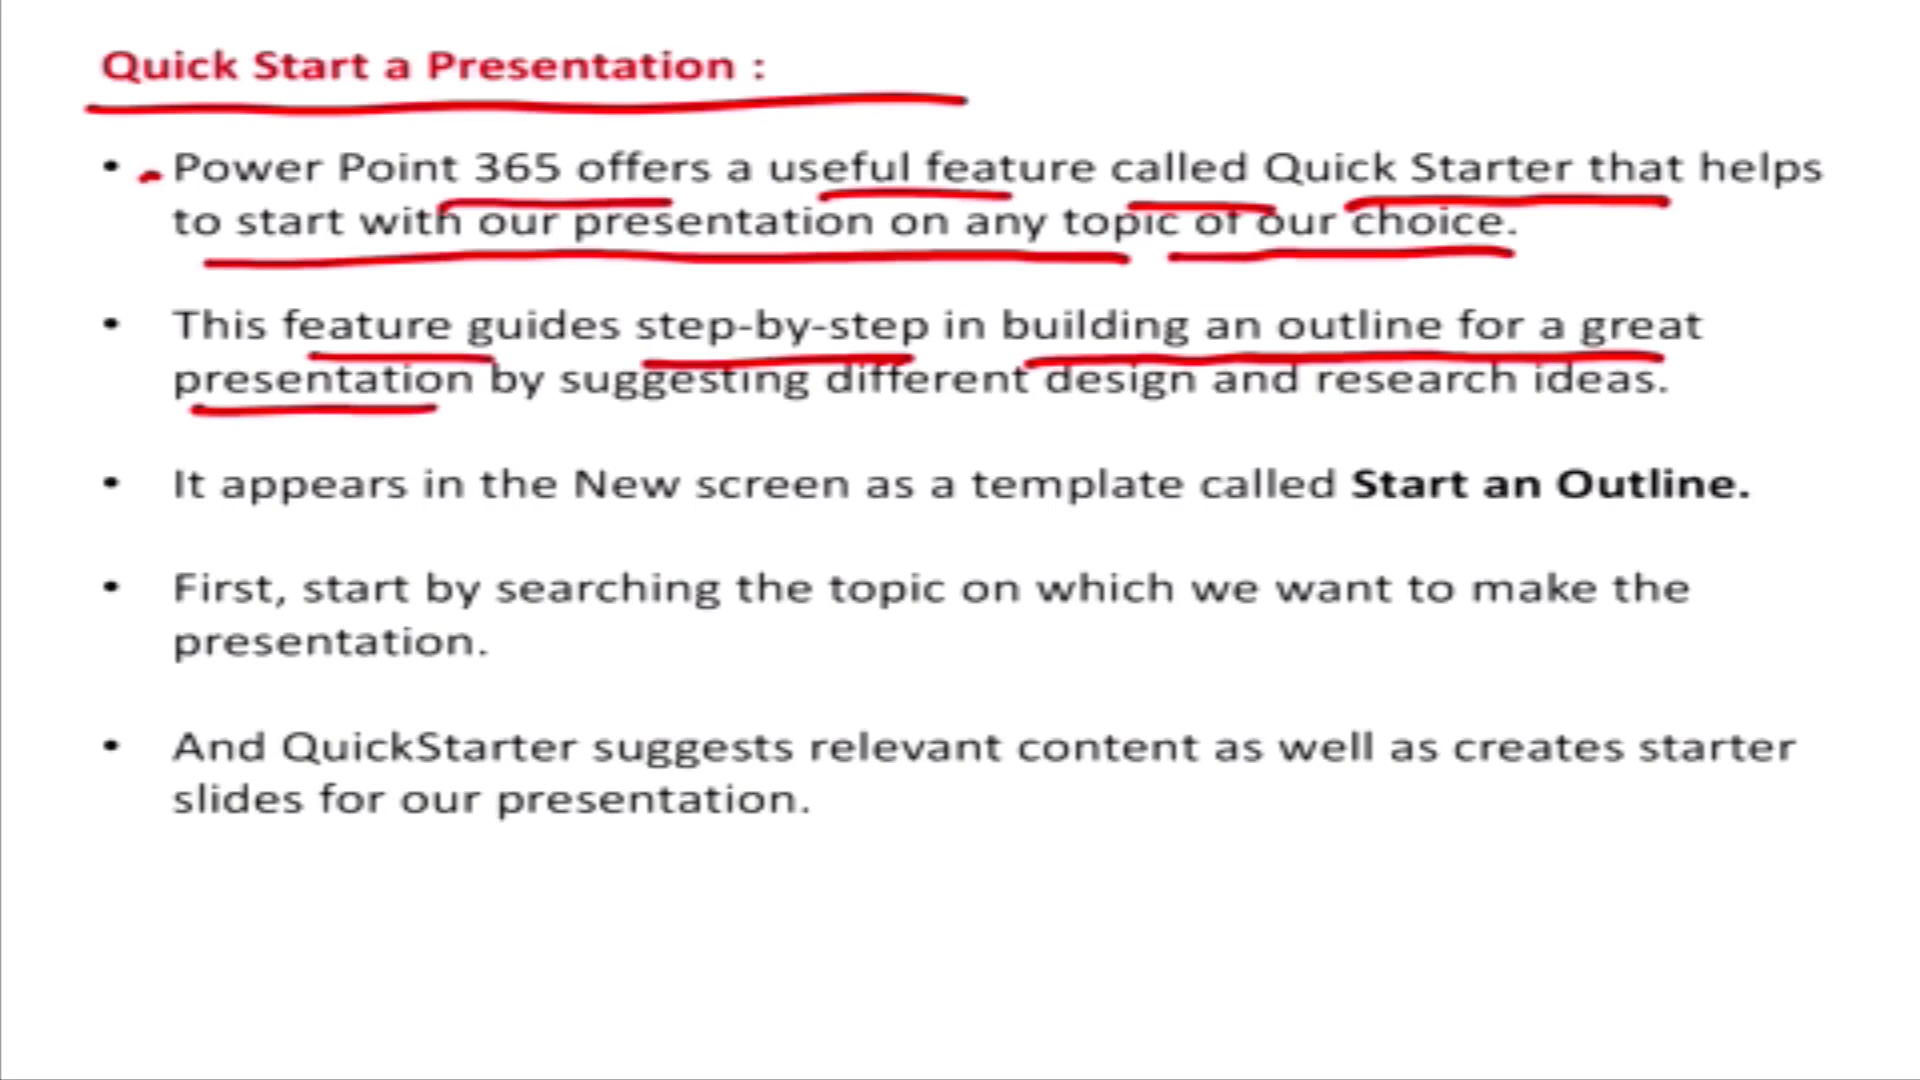 Quick Start a Presentation :
• Power Point 365 offers a useful feature called Quick Starter that helps
to start with our presentation on any topic of our choice.
• This feature guides step-by-step in building an outline for a great
presentation by suggesting different design and research ideas.
• It appears in the New screen as a template called Start an Outline.
• First, start by searching the topic on which we want to make the
presentation.
• And QuickStarter suggests relevant content as well as creates starter
slides for our presentation.